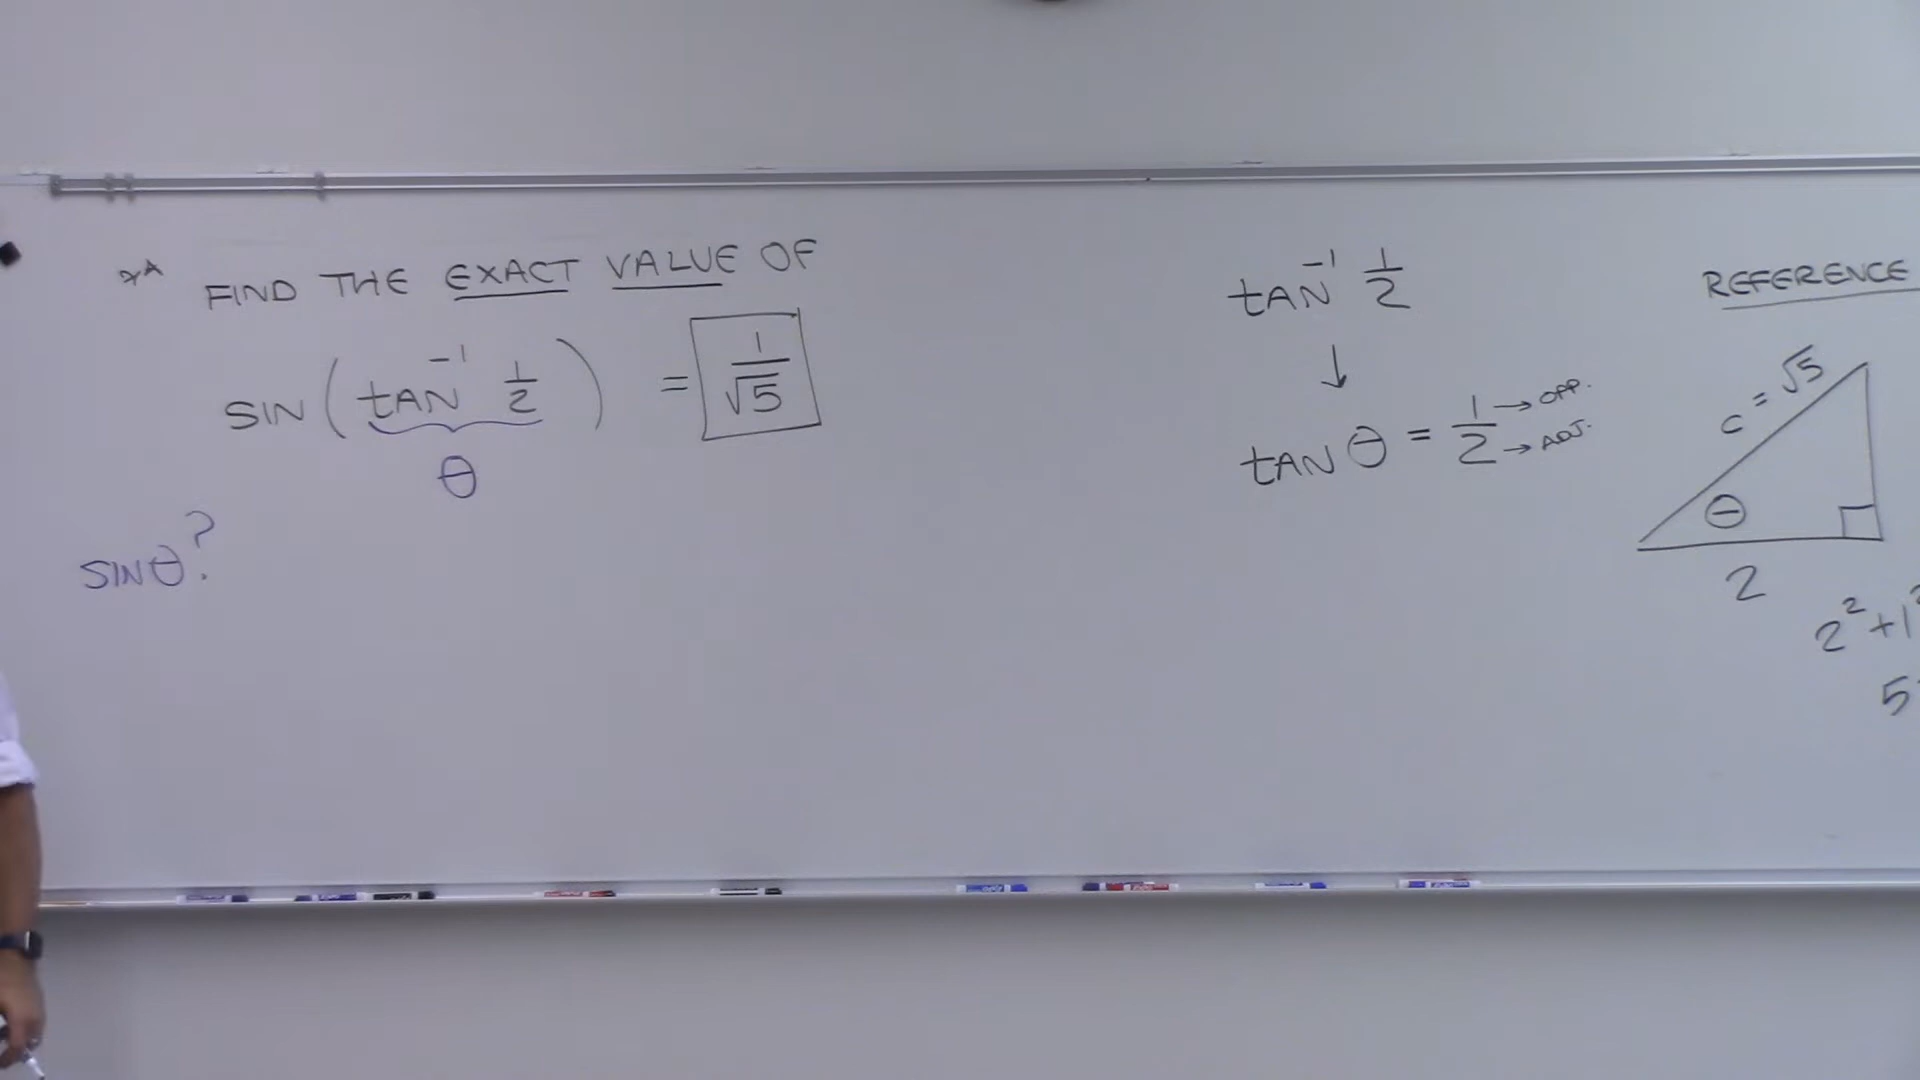 *A FIND THE EXACT VALUE OF
SIN ( tAN⁻¹ 1/2 ) = 1/√5
θ
SINθ?
tAN⁻¹ 1/2
↓
tAN θ = 1/2
→ OPP.
→ ADJ.
REFERENCE
c = √5
θ
2
2² + 1²
5